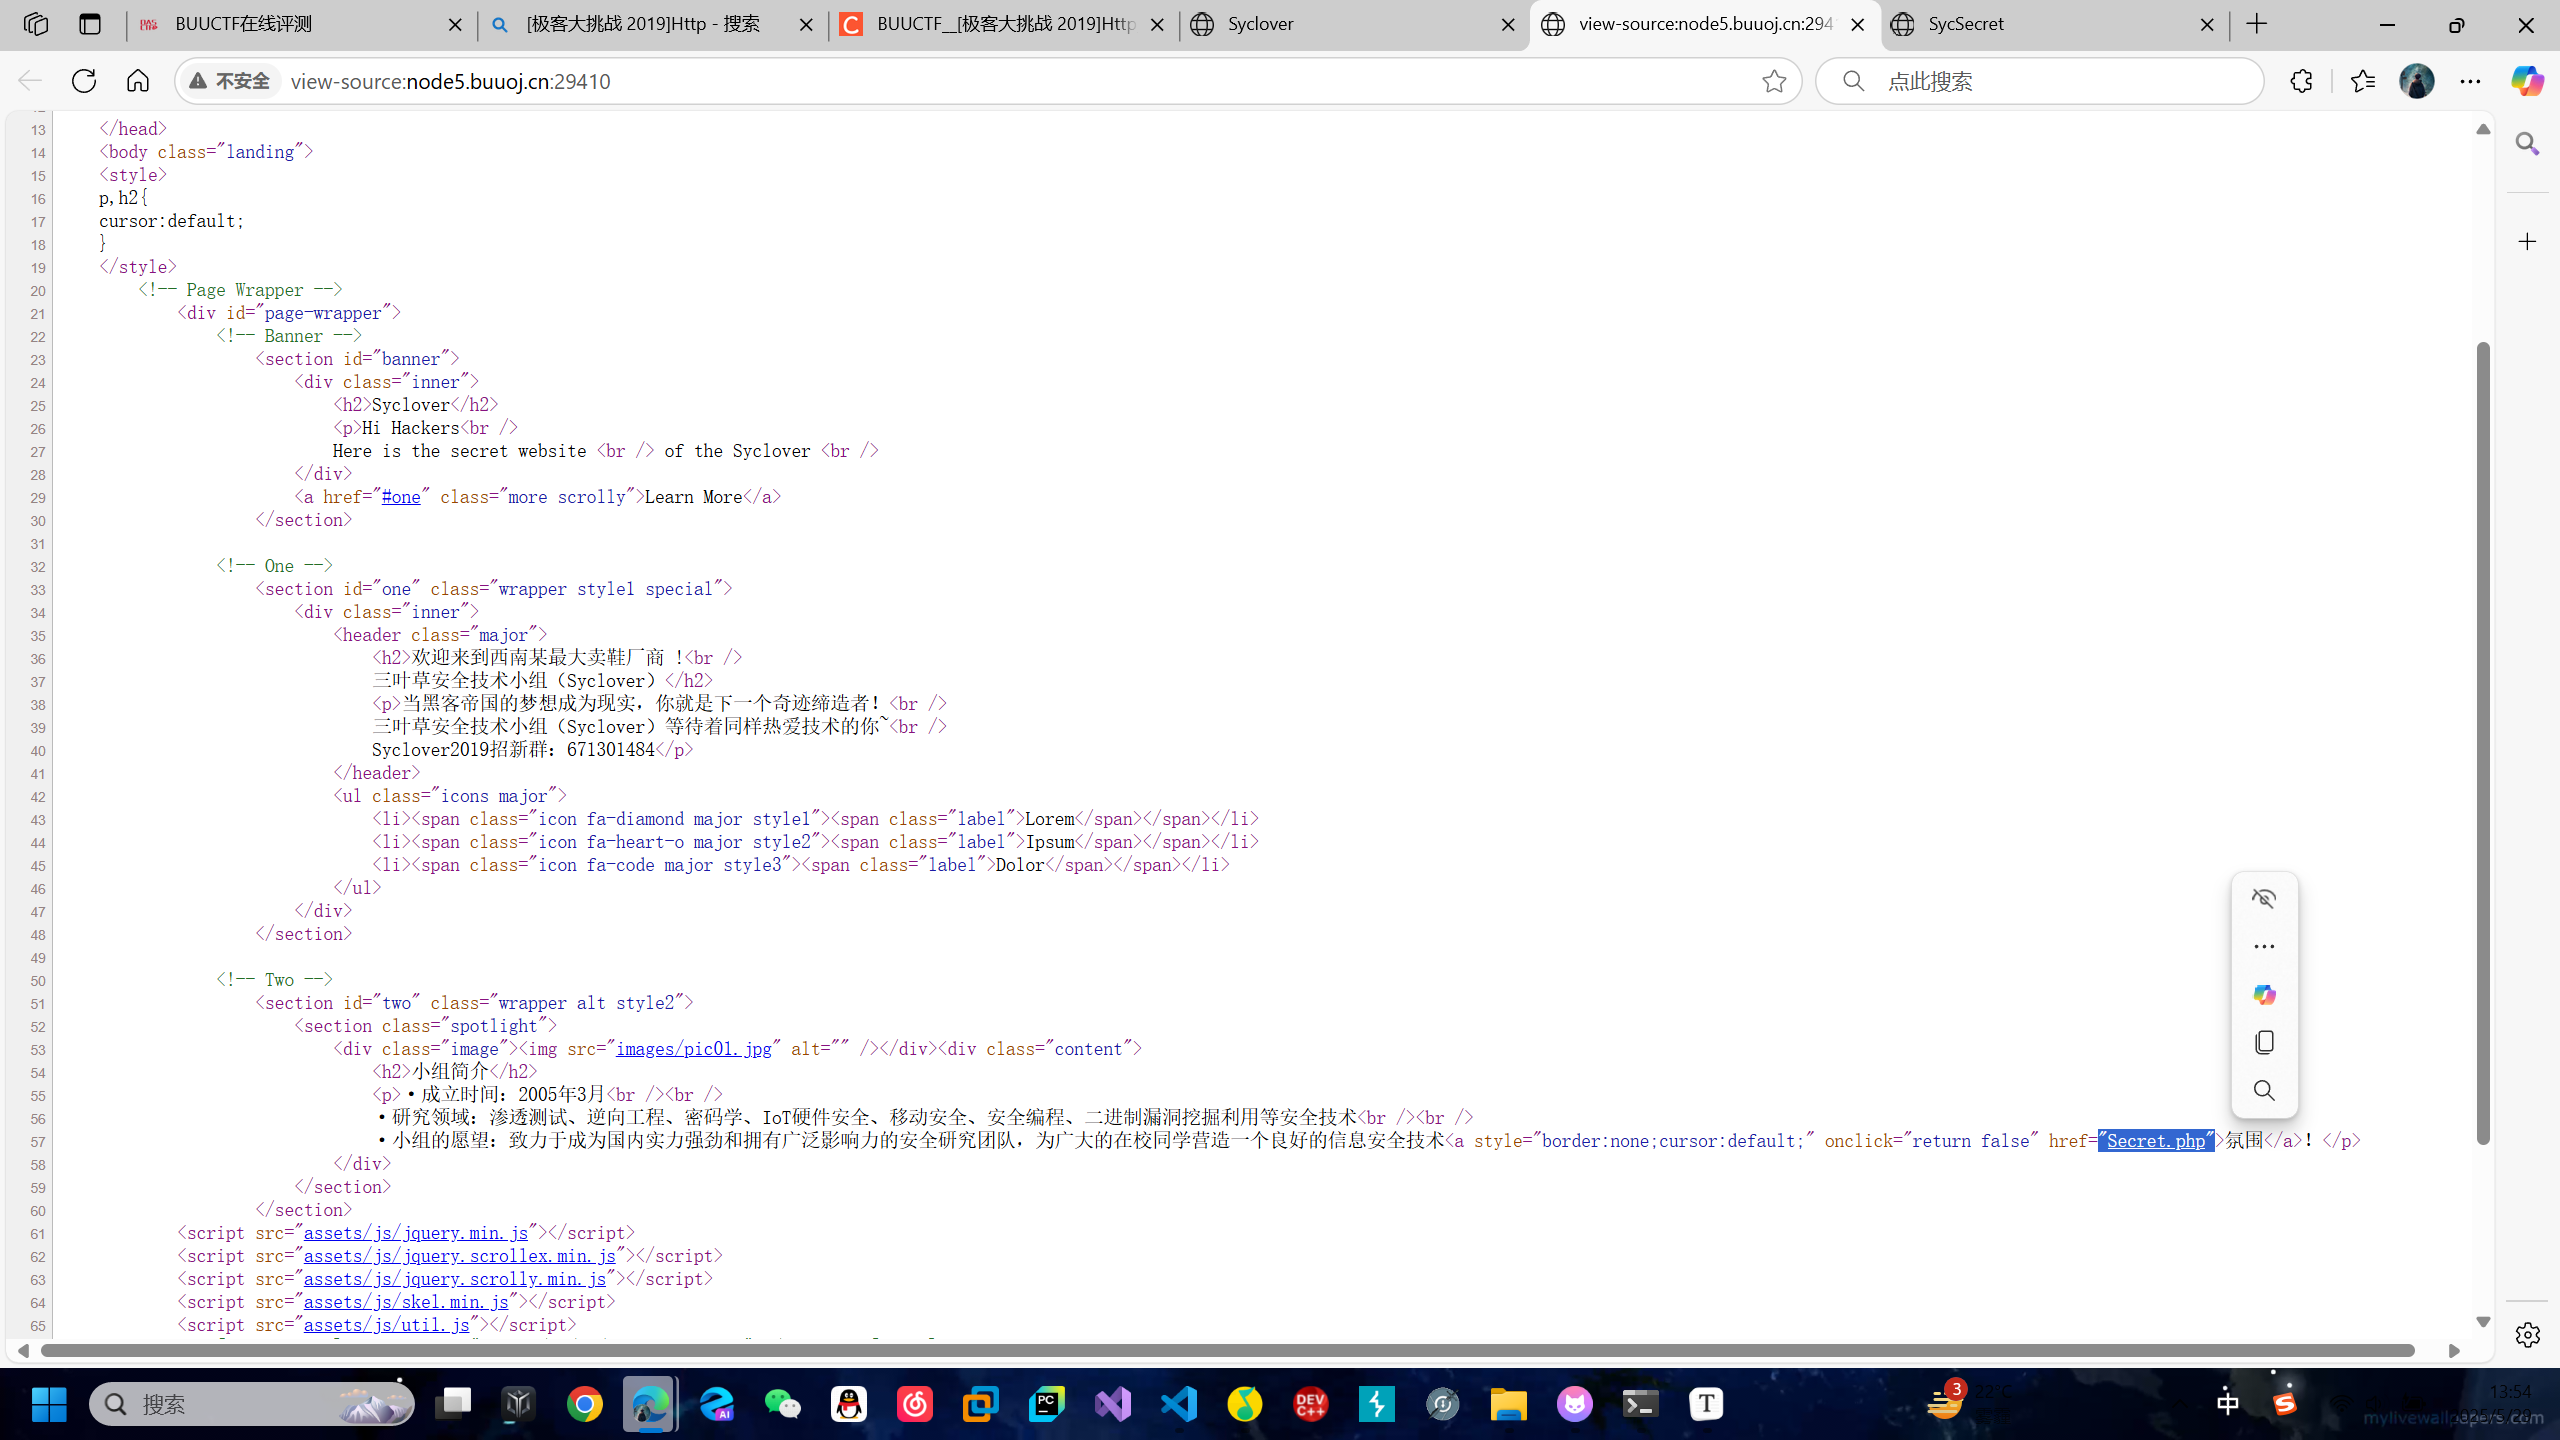 BUUCTF在线评测
[极客大挑战 2019]Http - 搜索
BUUCTF__[极客大挑战 2019]Http
Syclover
view-source:node5.buuoj.cn:294
SycSecret
不安全 view-source:node5.buuoj.cn:29410
点此搜索
13 </head>
14 <body class="landing">
15 <style>
16 p,h2{
17 cursor:default;
18 }
19 </style>
20 <!-- Page Wrapper -->
21 <div id="page-wrapper">
22 <!-- Banner -->
23 <section id="banner">
24 <div class="inner">
25 <h2>Syclover</h2>
26 <p>Hi Hackers<br />
27 Here is the secret website <br /> of the Syclover <br />
28 </div>
29 <a href="#one" class="more scrolly">Learn More</a>
30 </section>
31
32 <!-- One -->
33 <section id="one" class="wrapper style1 special">
34 <div class="inner">
35 <header class="major">
36 <h2>欢迎来到西南某最大卖鞋厂商 !<br />
37 三叶草安全技术小组（Syclover）</h2>
38 <p>当黑客帝国的梦想成为现实，你就是下一个奇迹缔造者！<br />
39 三叶草安全技术小组（Syclover）等待着同样热爱技术的你~<br />
40 Syclover2019招新群：671301484</p>
41 </header>
42 <ul class="icons major">
43 <li><span class="icon fa-diamond major style1"><span class="label">Lorem</span></span></li>
44 <li><span class="icon fa-heart-o major style2"><span class="label">Ipsum</span></span></li>
45 <li><span class="icon fa-code major style3"><span class="label">Dolor</span></span></li>
46 </ul>
47 </div>
48 </section>
49
50 <!-- Two -->
51 <section id="two" class="wrapper alt style2">
52 <section class="spotlight">
53 <div class="image"><img src="images/pic01.jpg" alt="" /></div><div class="content">
54 <h2>小组简介</h2>
55 <p>·成立时间：2005年3月<br /><br />
56 ·研究领域：渗透测试、逆向工程、密码学、IoT硬件安全、移动安全、安全编程、二进制漏洞挖掘利用等安全技术<br /><br />
57 ·小组的愿望：致力于成为国内实力强劲和拥有广泛影响力的安全研究团队，为广大的在校同学营造一个良好的信息安全技术<a style="border:none;cursor:default;" onclick="return false" href="Secret.php">氛围</a>！</p>
58 </div>
59 </section>
60 </section>
61 <script src="assets/js/jquery.min.js"></script>
62 <script src="assets/js/jquery.scrollex.min.js"></script>
63 <script src="assets/js/jquery.scrolly.min.js"></script>
64 <script src="assets/js/skel.min.js"></script>
65 <script src="assets/js/util.js"></script>
搜索
AI
PC
DEV C++
T
3
22°C
中
13:54
mylivewallpapers.com